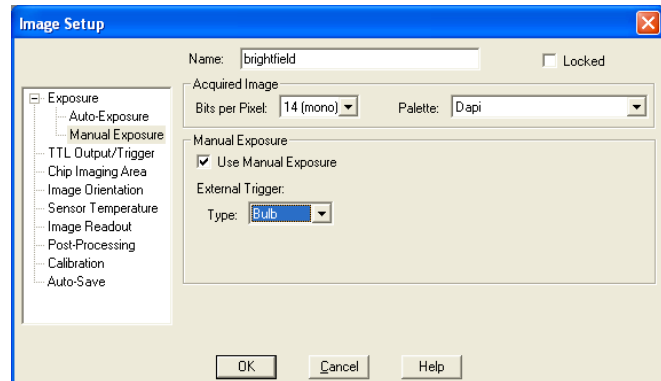 Image Setup
Name: brightfield Locked
Acquired Image
Bits per Pixel: 14 (mono) Palette: Dapi
Exposure
Auto-Exposure
Manual Exposure
TTL Output/Trigger
Chip Imaging Area
Image Orientation
Sensor Temperature
Image Readout
Post-Processing
Calibration
Auto-Save
Manual Exposure
Use Manual Exposure
External Trigger:
Type: Bulb
OK Cancel Help